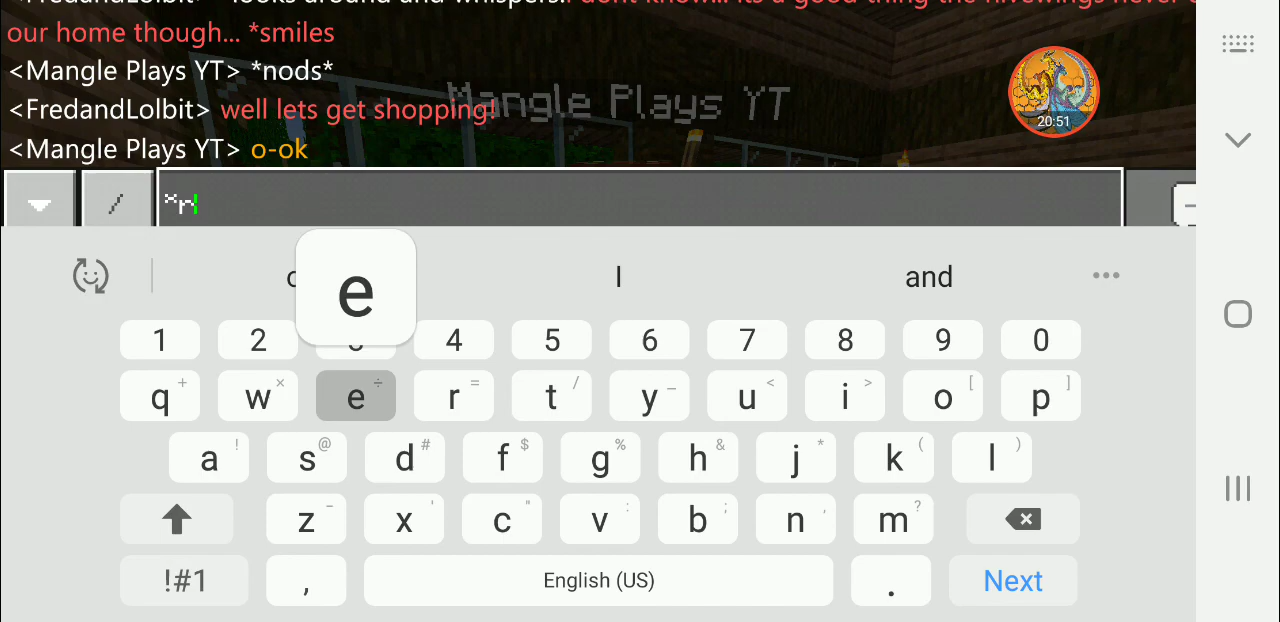 our home though... *smiles
<Mangle Plays YT> *nods*
Mangle Plays YT
<FredandLolbit> well lets get shopping!
20:51
<Mangle Plays YT> o-ok
/
*r
I
and
•••
e
1 2 4 5 6 7 8 9 0
q + w × e ÷ r = t / y _ u < i > o [ p ]
a ! s @ d # f $ g % h & j * k ( l )
z - x ' c " v : b ; n , m ?
!#1 , English (US) . Next